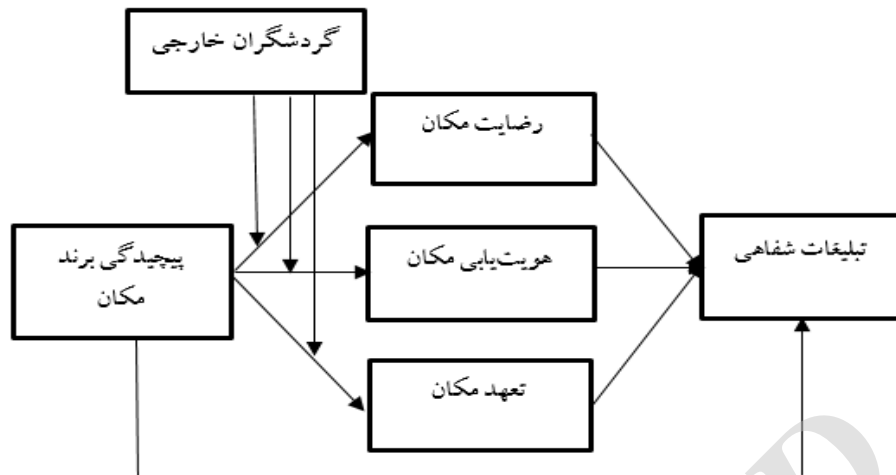 گردشگران خارجی
رضایت مکان
پیچیدگی برند
مکان
هویت‌یابی مکان
تبلیغات شفاهی
تعهد مکان